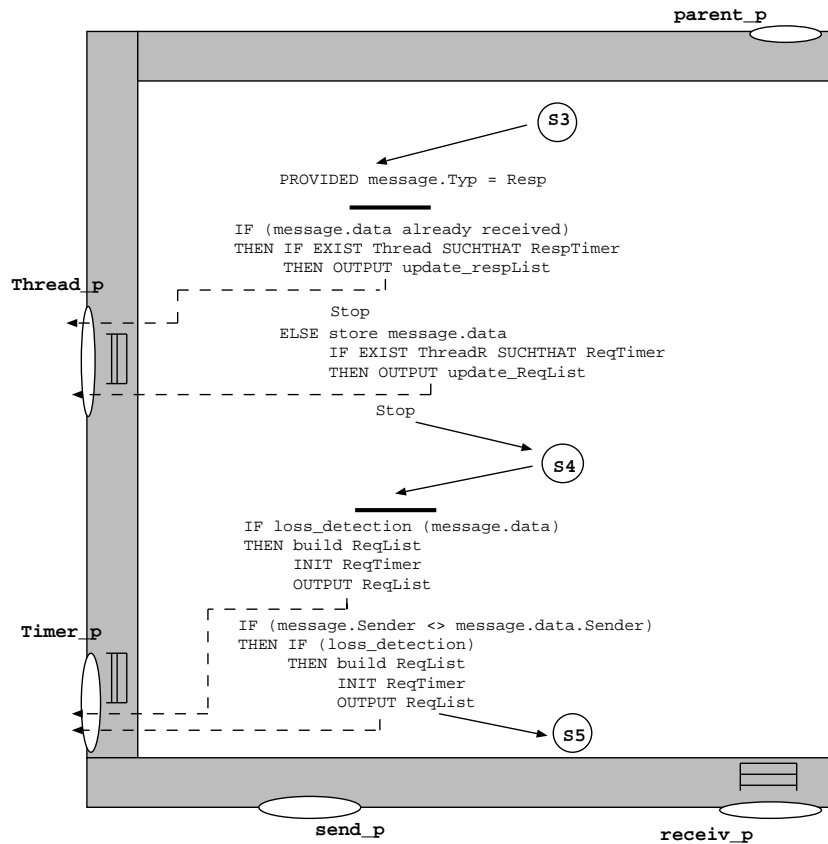 parent_p
S3
PROVIDED message.Typ = Resp
IF (message.data already received)
THEN IF EXIST Thread SUCHTHAT RespTimer
THEN OUTPUT update_respList
Thread_p
Stop
ELSE store message.data
IF EXIST ThreadR SUCHTHAT ReqTimer
THEN OUTPUT update_ReqList
Stop
S4
IF loss_detection (message.data)
THEN build ReqList
INIT ReqTimer
OUTPUT ReqList
Timer_p
IF (message.Sender <> message.data.Sender)
THEN IF (loss_detection)
THEN build ReqList
INIT ReqTimer
OUTPUT ReqList
S5
send_p
receiv_p